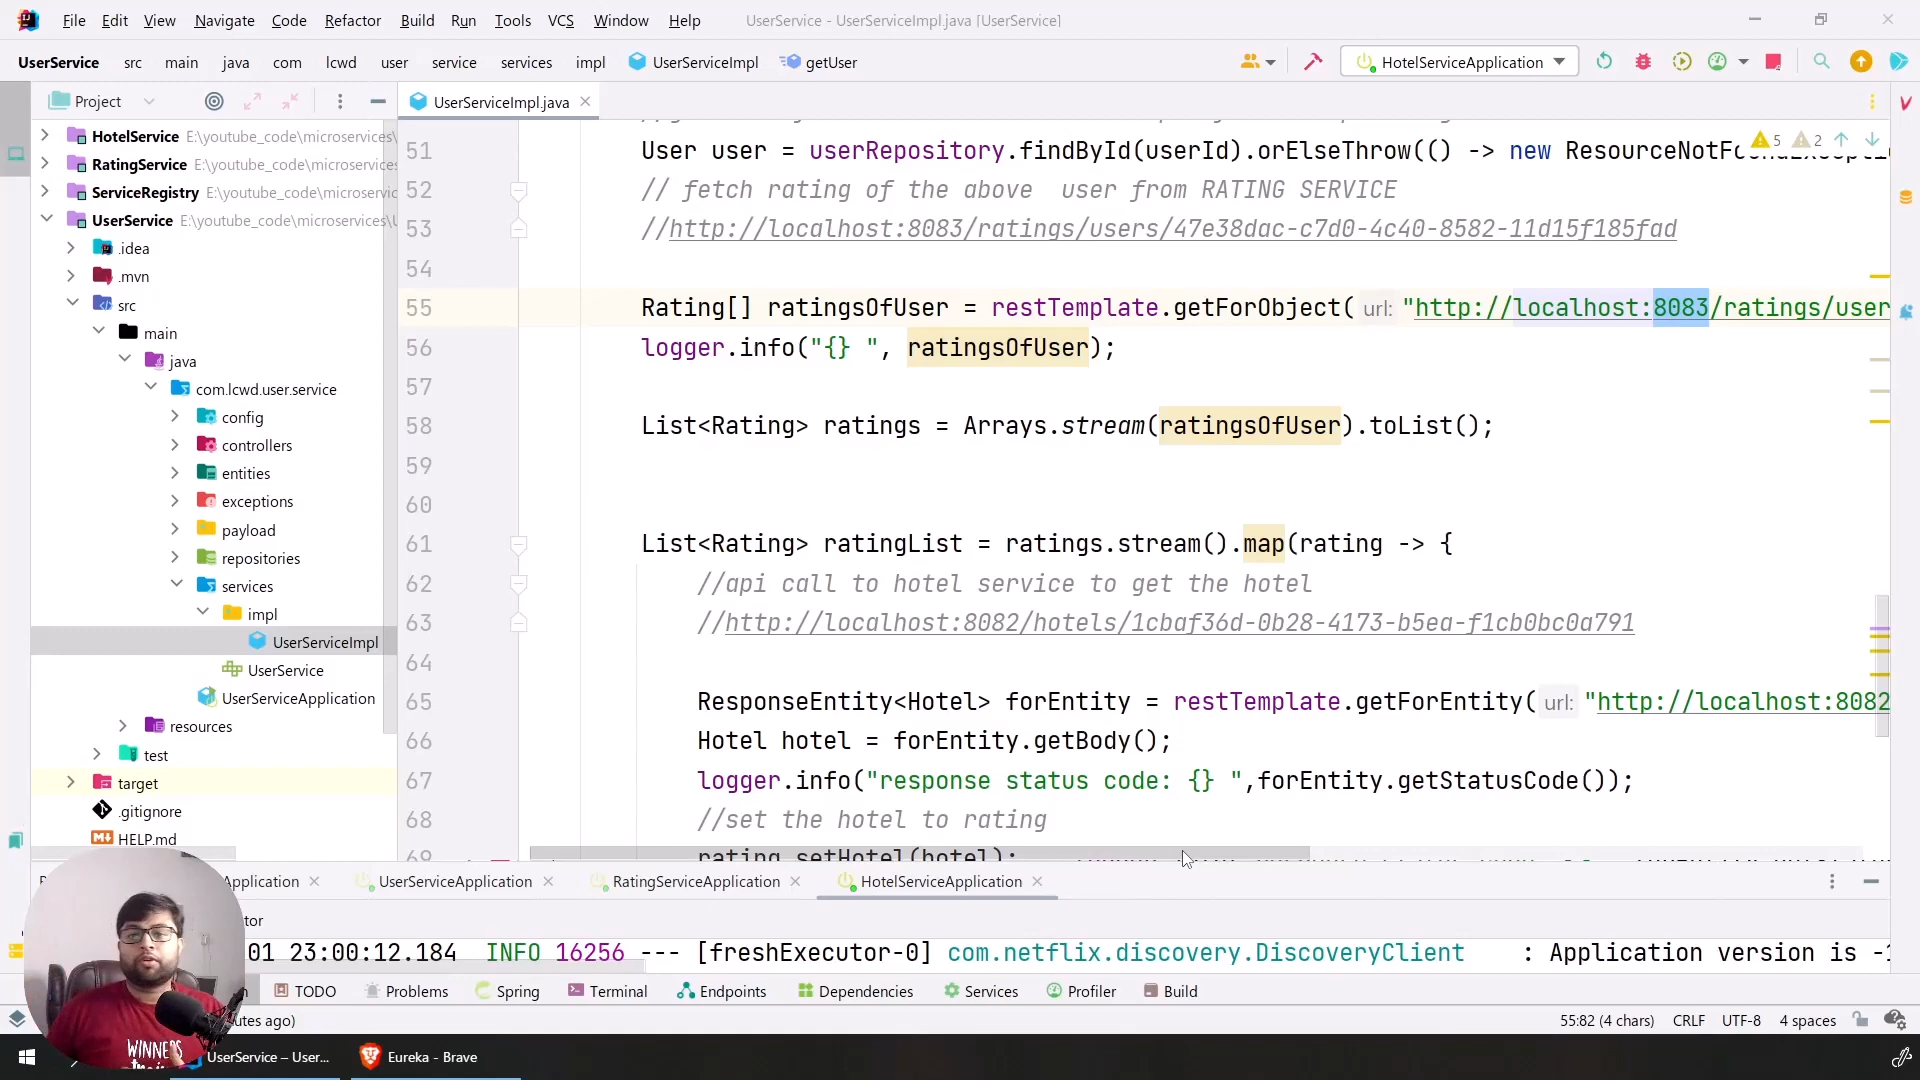 File Edit View Navigate Code Refactor Build Run Tools VCS Window Help UserService - UserServiceImpl.java [UserService]
UserService src main java com lcwd user service services impl UserServiceImpl getUser HotelServiceApplication
Project
UserServiceImpl.java
HotelService E:\youtube_code\microservices\
RatingService E:\youtube_code\microservices
ServiceRegistry E:\youtube_code\microservic
UserService E:\youtube_code\microservices\U
.idea
.mvn
src
main
java
com.lcwd.user.service
config
controllers
entities
exceptions
payload
repositories
services
impl
UserServiceImpl
UserService
UserServiceApplication
resources
test
target
.gitignore
HELP.md
5 2
51 User user = userRepository.findById(userId).orElseThrow(() -> new
52 // fetch rating of the above  user from RATING SERVICE
53 //http://localhost:8083/ratings/users/47e38dac-c7d0-4c40-8582-11d15f185fad
54
55 Rating[] ratingsOfUser = restTemplate.getForObject( url: "http://localhost:8083/ratings/user
56 logger.info("{} ", ratingsOfUser);
57
58 List<Rating> ratings = Arrays.stream(ratingsOfUser).toList();
59
60
61 List<Rating> ratingList = ratings.stream().map(rating -> {
62 //api call to hotel service to get the hotel
63 //http://localhost:8082/hotels/1cbaf36d-0b28-4173-b5ea-f1cb0bc0a791
64
65 ResponseEntity<Hotel> forEntity = restTemplate.getForEntity( url: "http://localhost:8082
66 Hotel hotel = forEntity.getBody();
67 logger.info("response status code: {} ",forEntity.getStatusCode());
68 //set the hotel to rating
69 rating.setHotel(hotel);
Application UserServiceApplication RatingServiceApplication HotelServiceApplication
tor
01 23:00:12.184 INFO 16256 --- [freshExecutor-0] com.netflix.discovery.DiscoveryClient : Application version is -1
TODO Problems Spring Terminal Endpoints Dependencies Services Profiler Build
utes ago) 55:82 (4 chars) CRLF UTF-8 4 spaces
WINNERS
UserService – User... Eureka - Brave